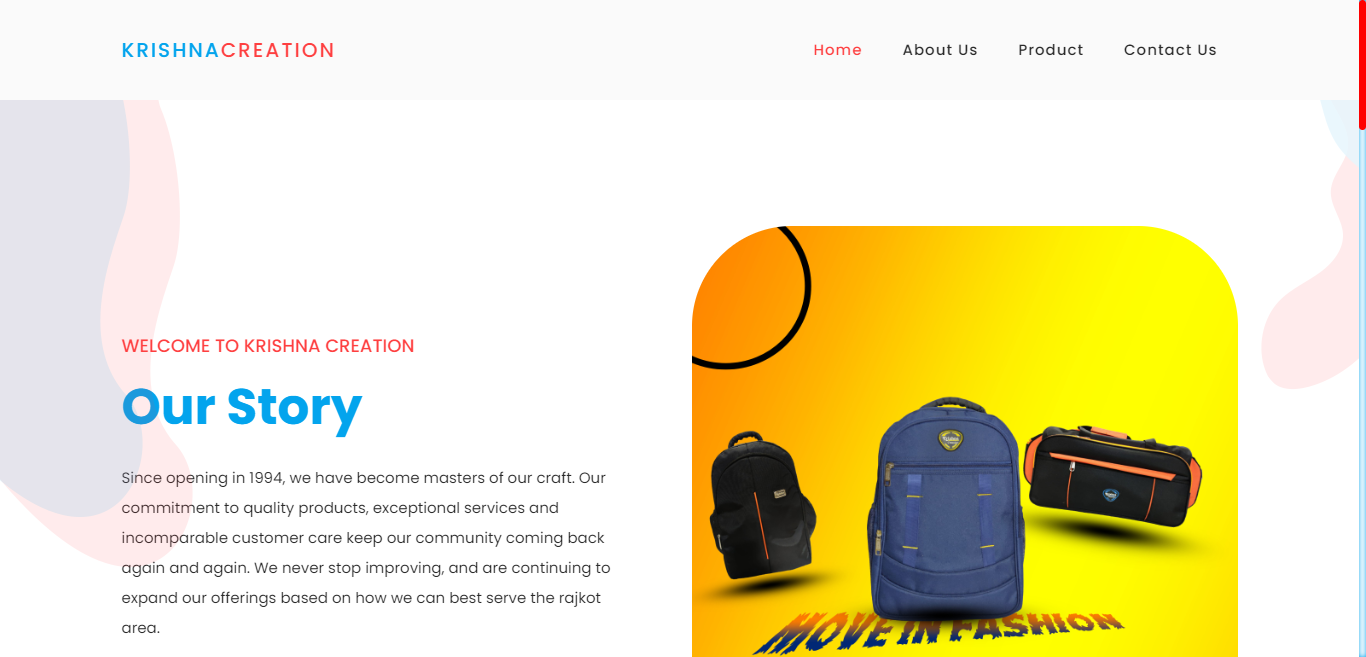 KRISHNACREATION
Home About Us Product Contact Us
WELCOME TO KRISHNA CREATION
Our Story
Since opening in 1994, we have become masters of our craft. Our
commitment to quality products, exceptional services and
incomparable customer care keep our community coming back
again and again. We never stop improving, and are continuing to
expand our offerings based on how we can best serve the rajkot
area.
MOVE IN FASHION